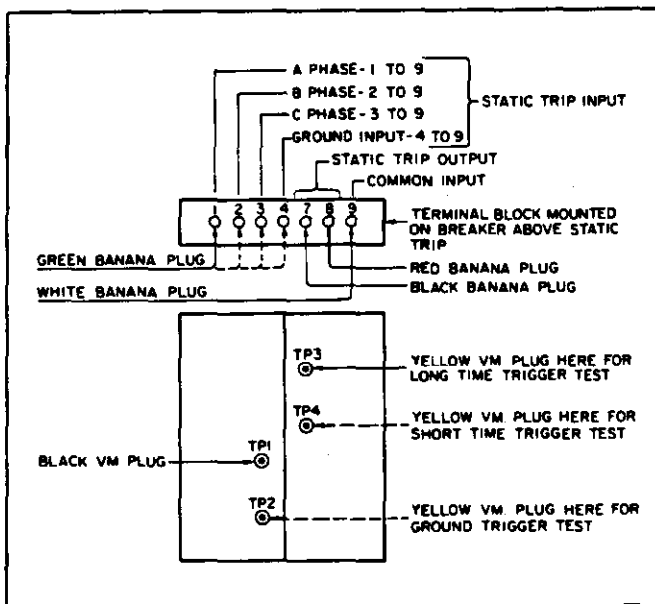 A PHASE-1 TO 9
B PHASE-2 TO 9
C PHASE-3 TO 9
GROUND INPUT-4 TO 9
STATIC TRIP INPUT
STATIC TRIP OUTPUT
COMMON INPUT
2 3 4 7 8 9
TERMINAL BLOCK MOUNTED
ON BREAKER ABOVE STATIC
TRIP
GREEN BANANA PLUG
RED BANANA PLUG
WHITE BANANA PLUG
BLACK BANANA PLUG
TP3
YELLOW VM PLUG HERE FOR
LONG TIME TRIGGER TEST
TP4
YELLOW VM. PLUG HERE FOR
SHORT TIME TRIGGER TEST
BLACK VM PLUG
TP1
TP2
YELLOW VM. PLUG HERE FOR
GROUND TRIGGER TEST